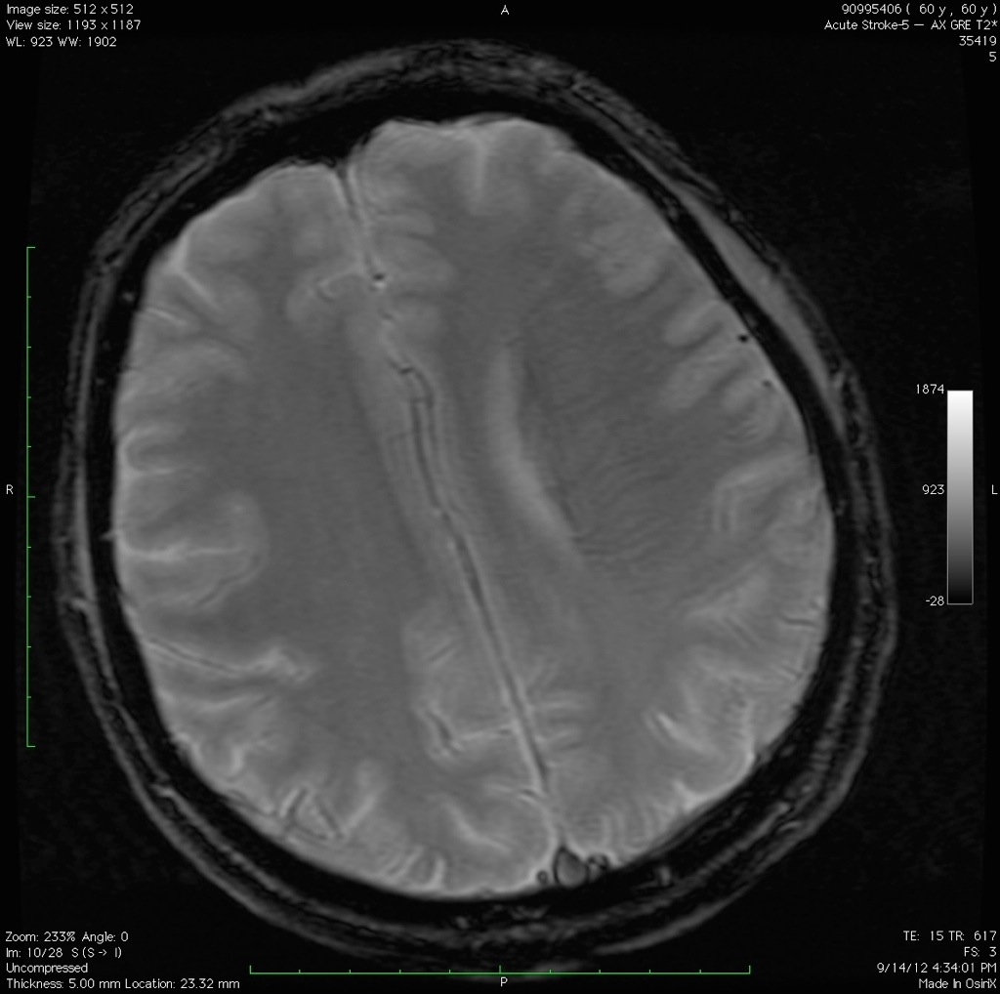 Image size: 512 x 512
View size: 1193 x 1187
WL: 923 WW: 1902
A
90995406 ( 60 y , 60 y )
Acute Stroke-5 — AX GRE T2*
35419
5
1874
R
923
L
-28
Zoom: 233% Angle: 0
Im: 10/28 S (S -> I)
Uncompressed
Thickness: 5.00 mm Location: 23.32 mm
P
TE: 15 TR: 617
FS: 3
9/14/12 4:34:01 PM
Made In OsiriX